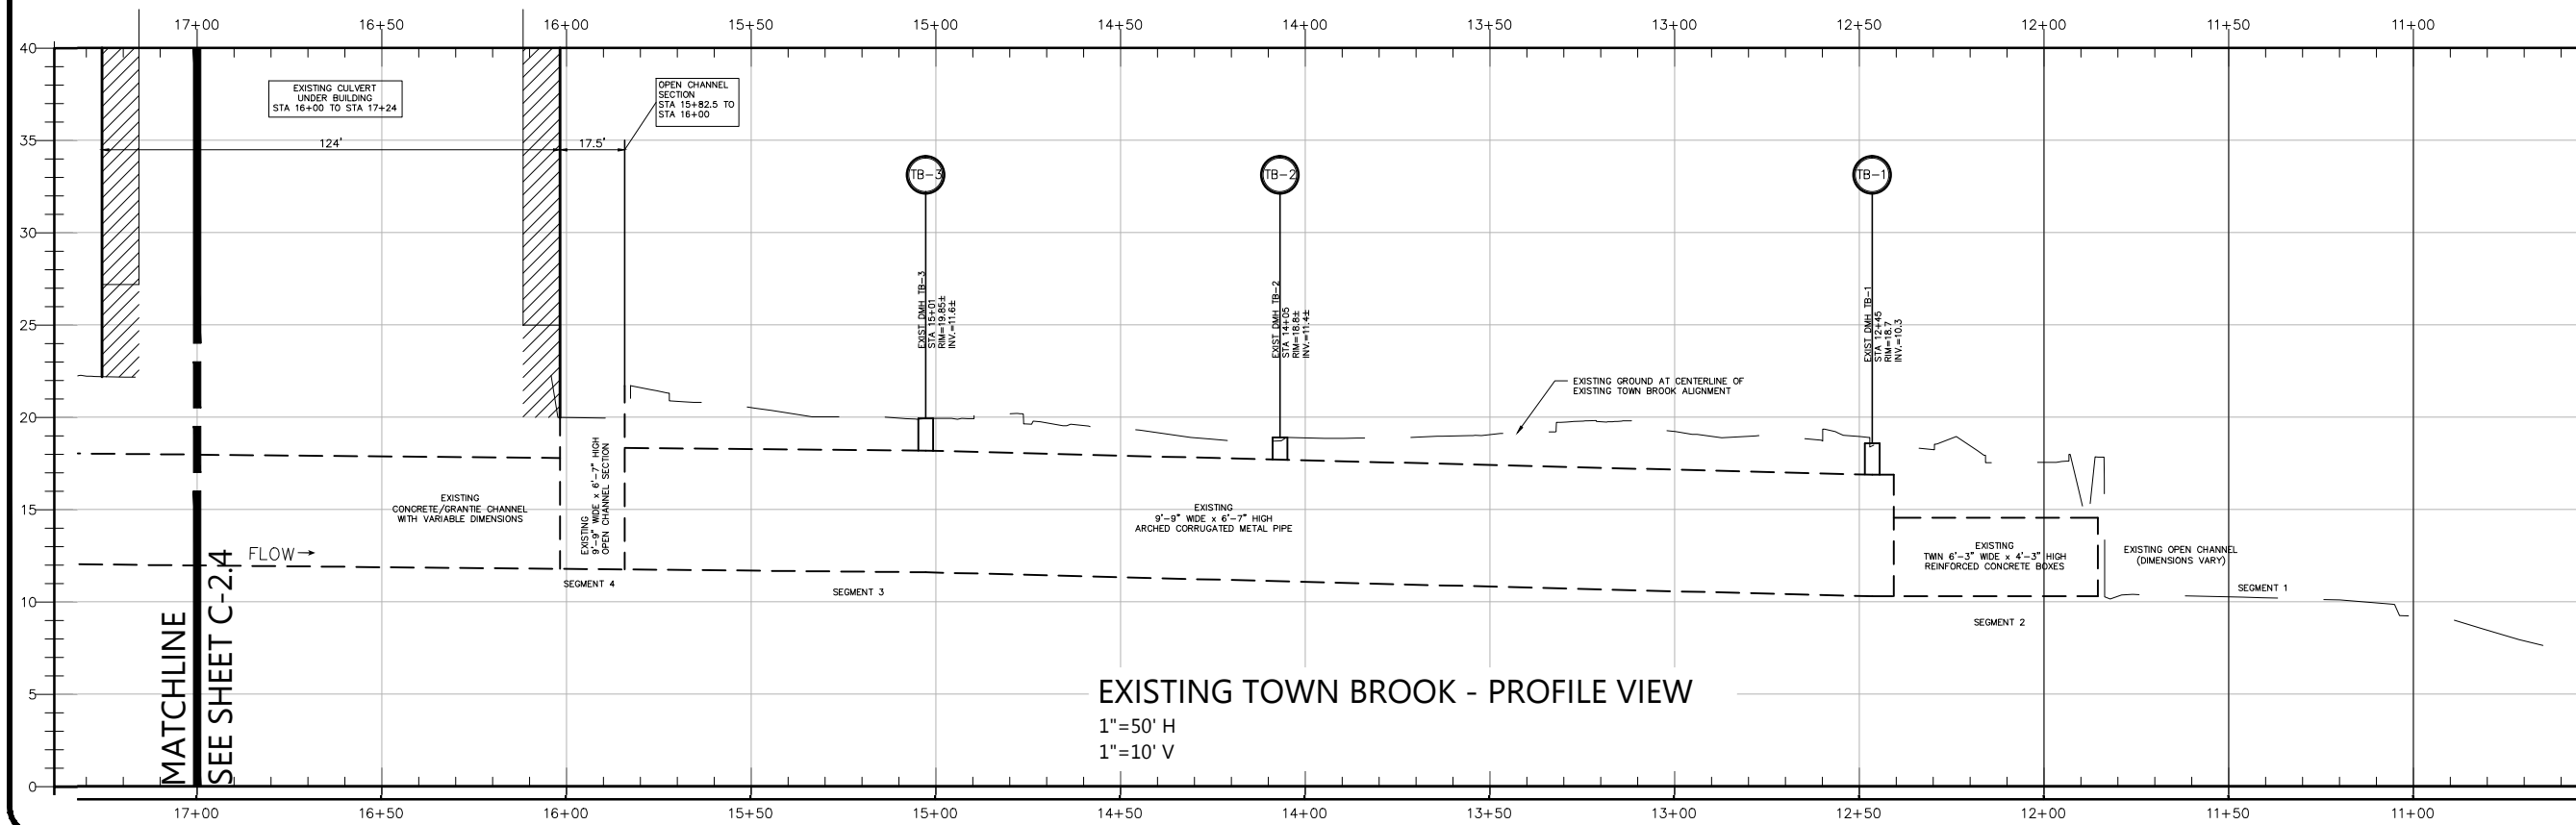 17+00 16+50 16+00 15+50 15+00 14+50 14+00 13+50 13+00 12+50 12+00 11+50 11+00
40
35
30
25
20
15
10
5
0
EXISTING CULVERT
UNDER BUILDING
STA 16+00 TO STA 17+24
OPEN CHANNEL
SECTION
STA 15+82.5 TO
STA 16+00
124'
17.5'
TB-3
TB-2
TB-1
EXIST DMH TB-3
STA 15+01
RIM=19.85±
INV.=11.6±
EXIST DMH TB-2
STA 14+05
RIM=18.8±
INV.=11.4±
EXIST DMH TB-1
STA 12+45
RIM=18.7
INV.=10.3
EXISTING GROUND AT CENTERLINE OF
EXISTING TOWN BROOK ALIGNMENT
EXISTING
CONCRETE/GRANTIE CHANNEL
WITH VARIABLE DIMENSIONS
EXISTING
9'-9" WIDE x 6'-7" HIGH
OPEN CHANNEL SECTION
EXISTING
9'-9" WIDE x 6'-7" HIGH
ARCHED CORRUGATED METAL PIPE
EXISTING
TWIN 6'-3" WIDE x 4'-3" HIGH
REINFORCED CONCRETE BOXES
EXISTING OPEN CHANNEL
(DIMENSIONS VARY)
FLOW
SEGMENT 4
SEGMENT 3
SEGMENT 2
SEGMENT 1
MATCHLINE
SEE SHEET C-2.4
EXISTING TOWN BROOK - PROFILE VIEW
1"=50' H
1"=10' V
17+00 16+50 16+00 15+50 15+00 14+50 14+00 13+50 13+00 12+50 12+00 11+50 11+00